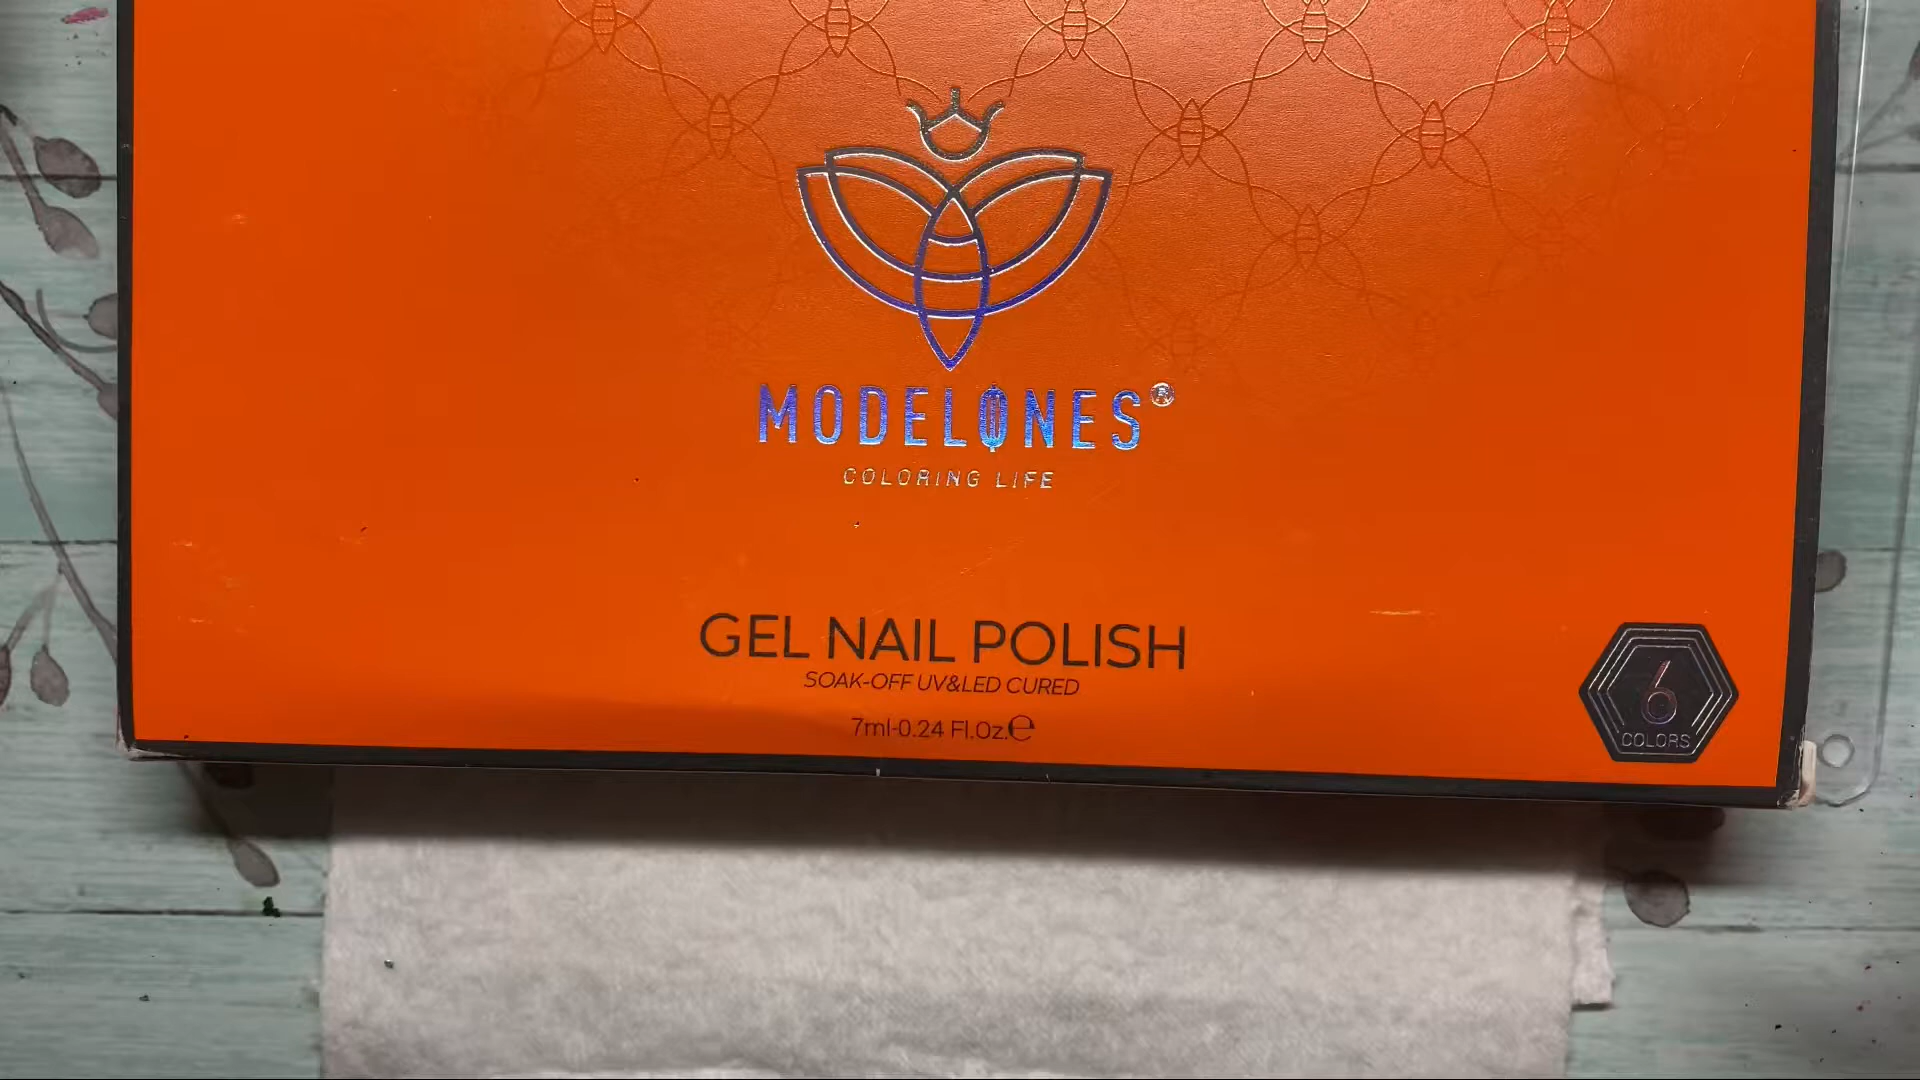 MODELONES®
COLORING LIFE
GEL NAIL POLISH
SOAK-OFF UV&LED CURED
7ml-0.24 Fl.Oz.℮
6
COLORS